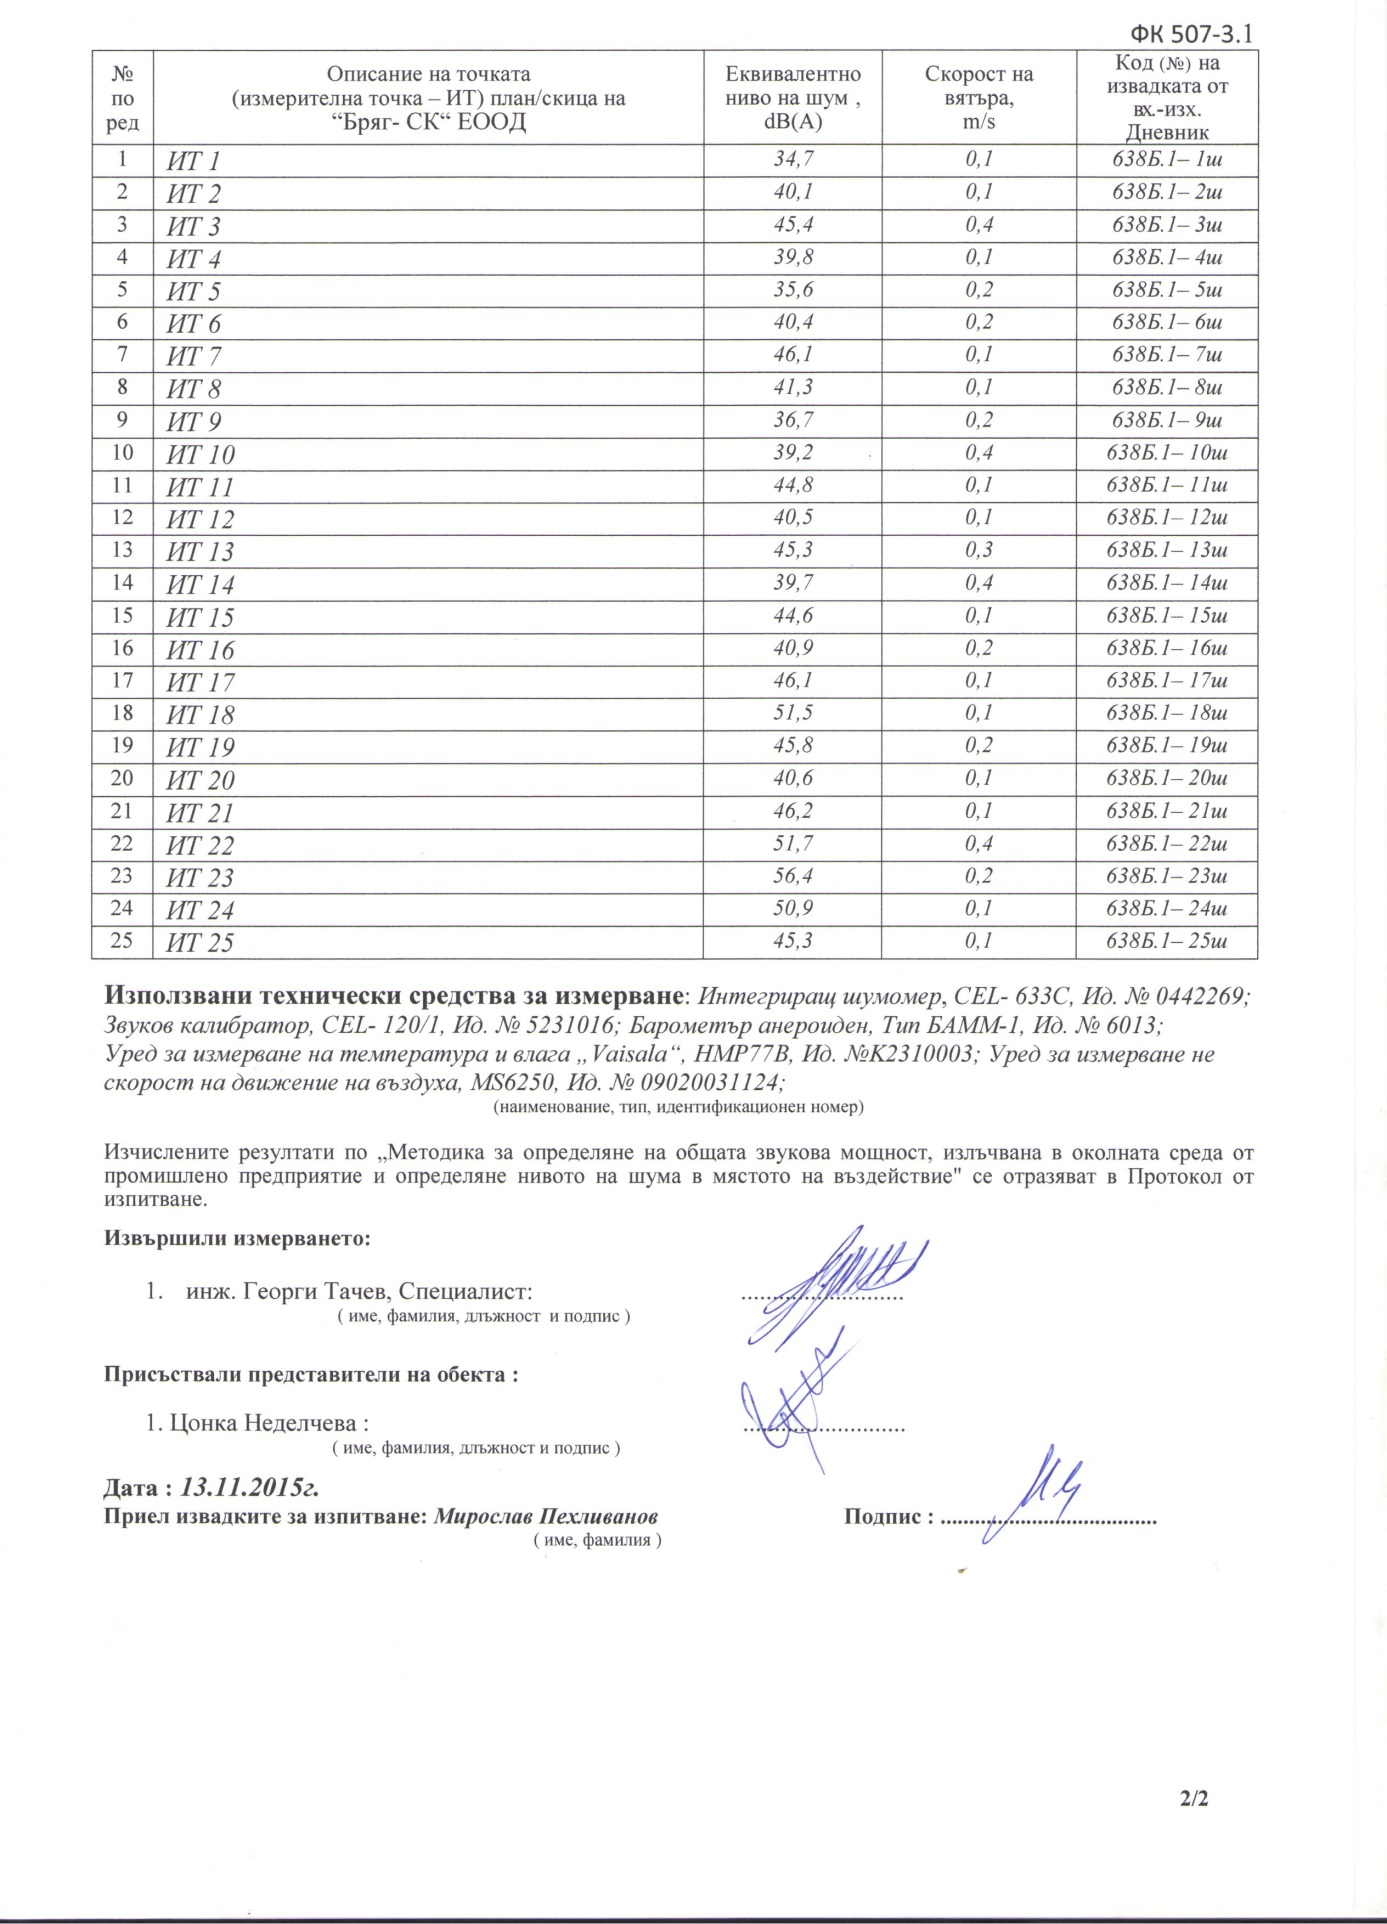 ФК 507-3.1
№ по ред | Описание на точката (измерителна точка – ИТ) план/скица на “Бряг- СК“ ЕООД | Еквивалентно ниво на шум , dB(A) | Скорост на вятъра, m/s | Код (№) на извадката от вх.-изх. Дневник
1 | ИТ 1 | 34,7 | 0,1 | 638Б.1– 1ш
2 | ИТ 2 | 40,1 | 0,1 | 638Б.1– 2ш
3 | ИТ 3 | 45,4 | 0,4 | 638Б.1– 3ш
4 | ИТ 4 | 39,8 | 0,1 | 638Б.1– 4ш
5 | ИТ 5 | 35,6 | 0,2 | 638Б.1– 5ш
6 | ИТ 6 | 40,4 | 0,2 | 638Б.1– 6ш
7 | ИТ 7 | 46,1 | 0,1 | 638Б.1– 7ш
8 | ИТ 8 | 41,3 | 0,1 | 638Б.1– 8ш
9 | ИТ 9 | 36,7 | 0,2 | 638Б.1– 9ш
10 | ИТ 10 | 39,2 | 0,4 | 638Б.1– 10ш
11 | ИТ 11 | 44,8 | 0,1 | 638Б.1– 11ш
12 | ИТ 12 | 40,5 | 0,1 | 638Б.1– 12ш
13 | ИТ 13 | 45,3 | 0,3 | 638Б.1– 13ш
14 | ИТ 14 | 39,7 | 0,4 | 638Б.1– 14ш
15 | ИТ 15 | 44,6 | 0,1 | 638Б.1– 15ш
16 | ИТ 16 | 40,9 | 0,2 | 638Б.1– 16ш
17 | ИТ 17 | 46,1 | 0,1 | 638Б.1– 17ш
18 | ИТ 18 | 51,5 | 0,1 | 638Б.1– 18ш
19 | ИТ 19 | 45,8 | 0,2 | 638Б.1– 19ш
20 | ИТ 20 | 40,6 | 0,1 | 638Б.1– 20ш
21 | ИТ 21 | 46,2 | 0,1 | 638Б.1– 21ш
22 | ИТ 22 | 51,7 | 0,4 | 638Б.1– 22ш
23 | ИТ 23 | 56,4 | 0,2 | 638Б.1– 23ш
24 | ИТ 24 | 50,9 | 0,1 | 638Б.1– 24ш
25 | ИТ 25 | 45,3 | 0,1 | 638Б.1– 25ш
Използвани технически средства за измерване: Интегриращ шумомер, CEL- 633C, Ид. № 0442269;
Звуков калибратор, CEL- 120/1, Ид. № 5231016; Барометър анероиден, Тип БАММ-1, Ид. № 6013;
Уред за измерване на температура и влага „Vaisala“, HMP77B, Ид. №K2310003; Уред за измерване не
скорост на движение на въздуха, MS6250, Ид. № 09020031124;
(наименование, тип, идентификационен номер)
Изчислените резултати по „Методика за определяне на общата звукова мощност, излъчвана в околната среда от
промишлено предприятие и определяне нивото на шума в мястото на въздействие" се отразяват в Протокол от
изпитване.
Извършили измерването:
1. инж. Георги Тачев, Специалист: ..........................
( име, фамилия, длъжност и подпис )
Присъствали представители на обекта :
1. Цонка Неделчева : ..........................
( име, фамилия, длъжност и подпис )
Дата : 13.11.2015г.
Приел извадките за изпитване: Мирослав Пехливанов Подпис : ......................................
( име, фамилия )
2/2